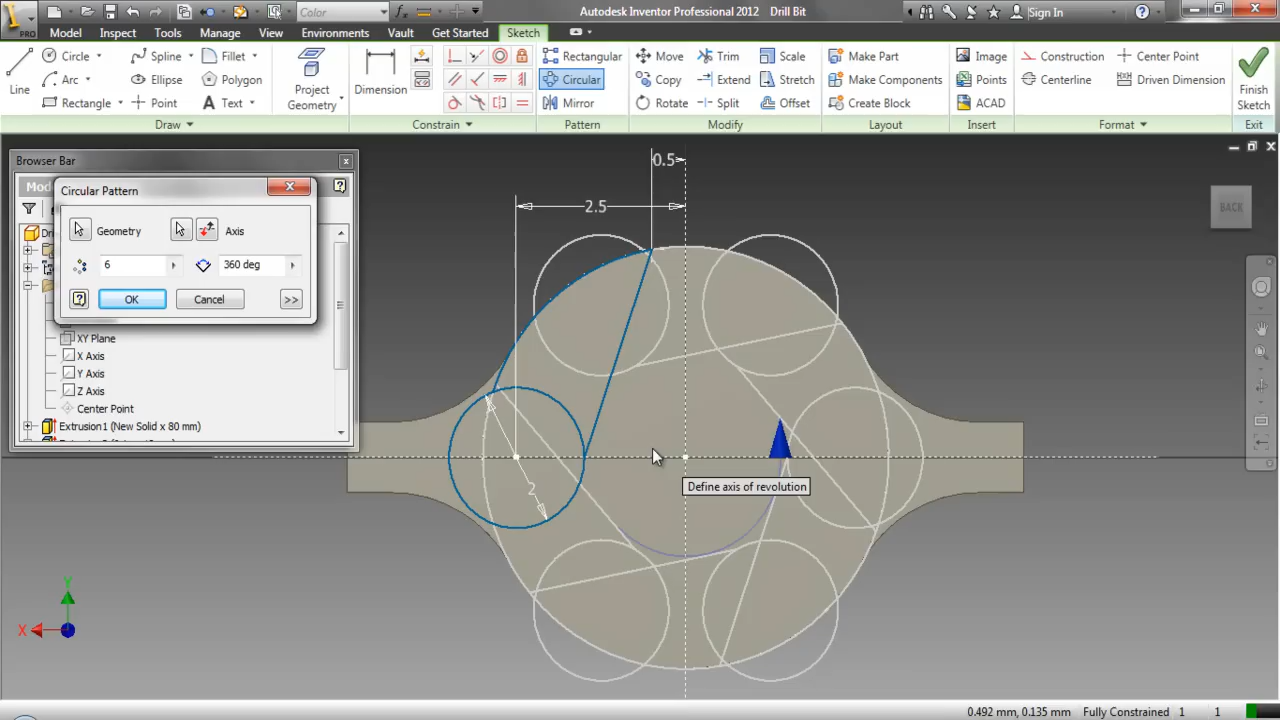 PRO
Color
Autodesk Inventor Professional 2012 Drill Bit
Sign In
Model Inspect Tools Manage View Environments Vault Get Started Sketch
Line
Circle
Arc
Rectangle
Spline
Ellipse
Point
Fillet
Polygon
Text
Project
Geometry
Dimension
Rectangular
Circular
Mirror
Move
Copy
Rotate
Trim
Extend
Split
Scale
Stretch
Offset
Make Part
Make Components
Create Block
Image
Points
ACAD
Construction
Centerline
Center Point
Driven Dimension
Finish
Sketch
Draw Constrain Pattern Modify Layout Insert Format Exit
Browser Bar
Circular Pattern
Geometry Axis
6 360 deg
OK Cancel >>
XY Plane
X Axis
Y Axis
Z Axis
Center Point
Extrusion1 (New Solid x 80 mm)
0.5
2.5
2
BACK
Define axis of revolution
Y
X
0.492 mm, 0.135 mm Fully Constrained 1 1